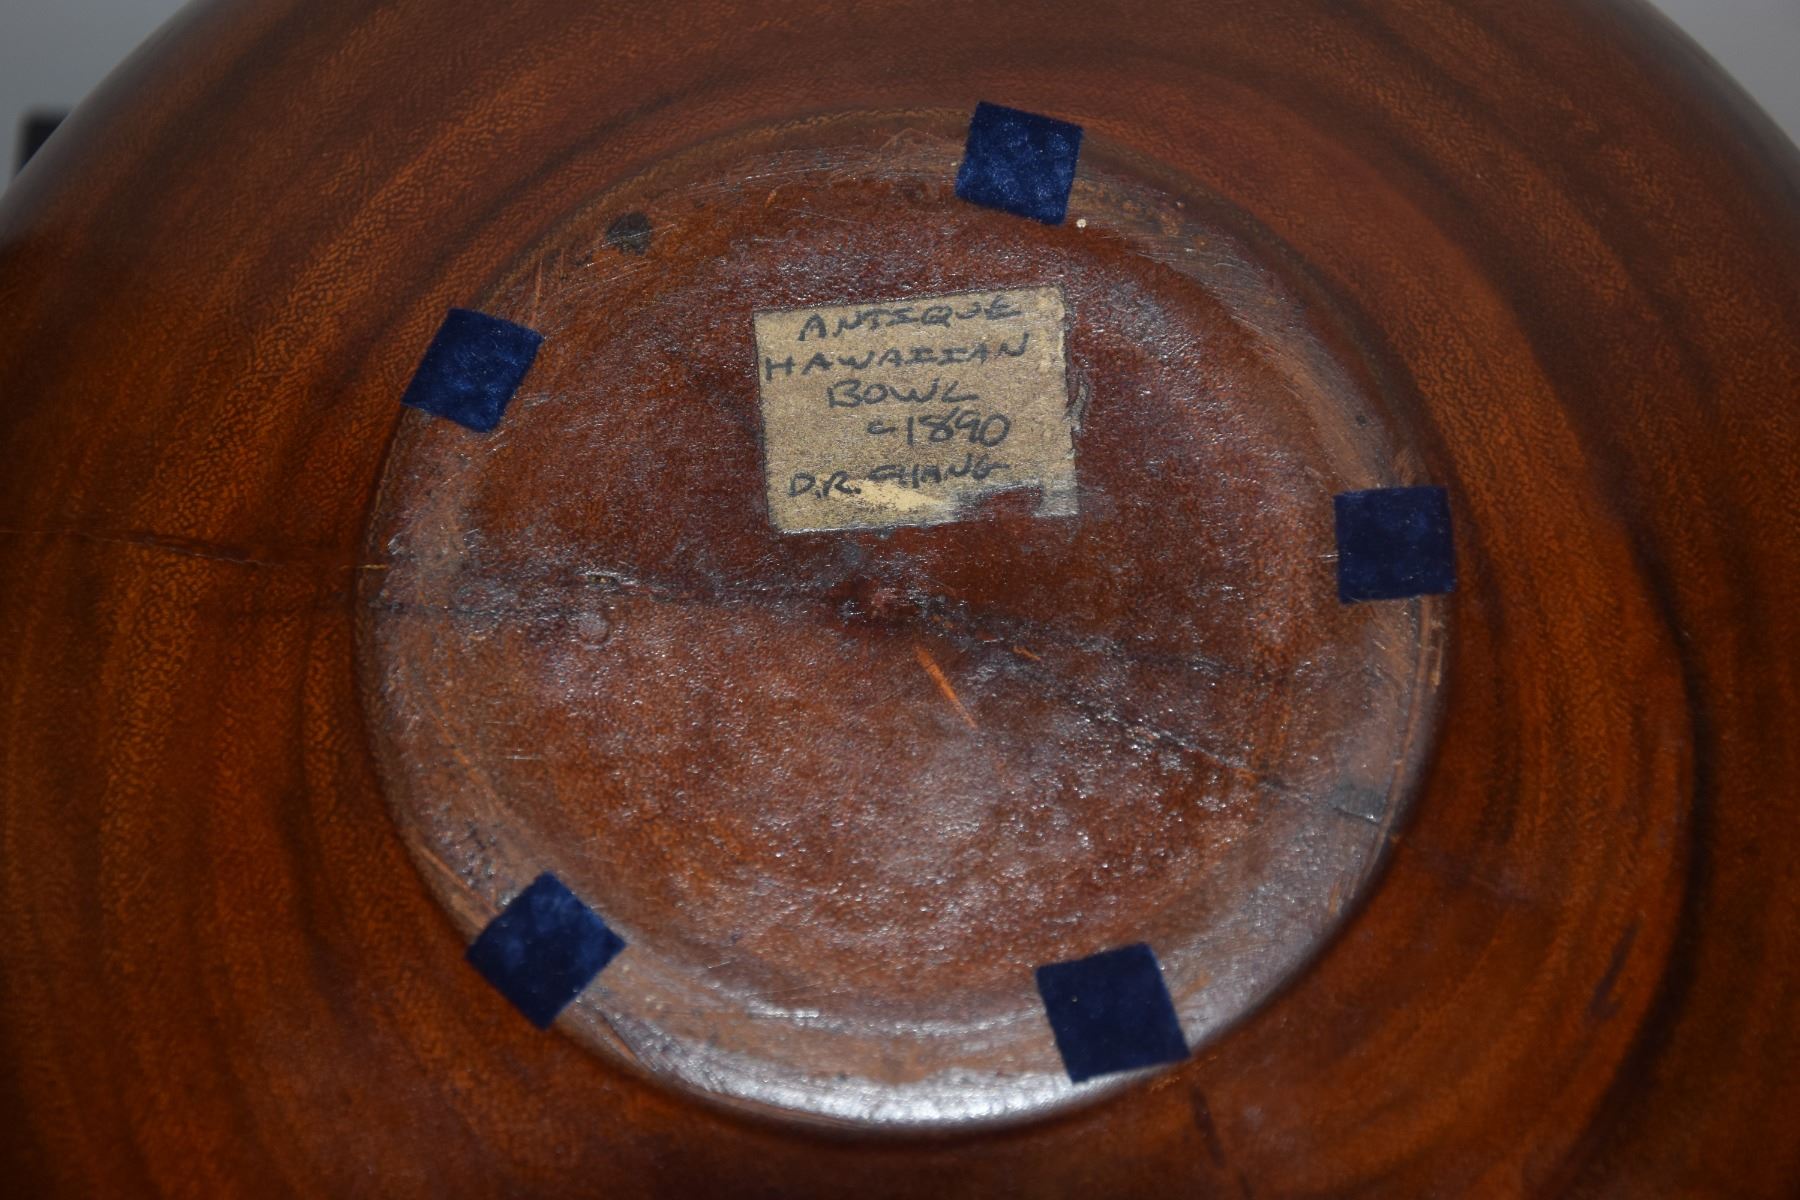 ANTIQUE
HAWAIIAN
BOWL
c1890
D.R. CHANG